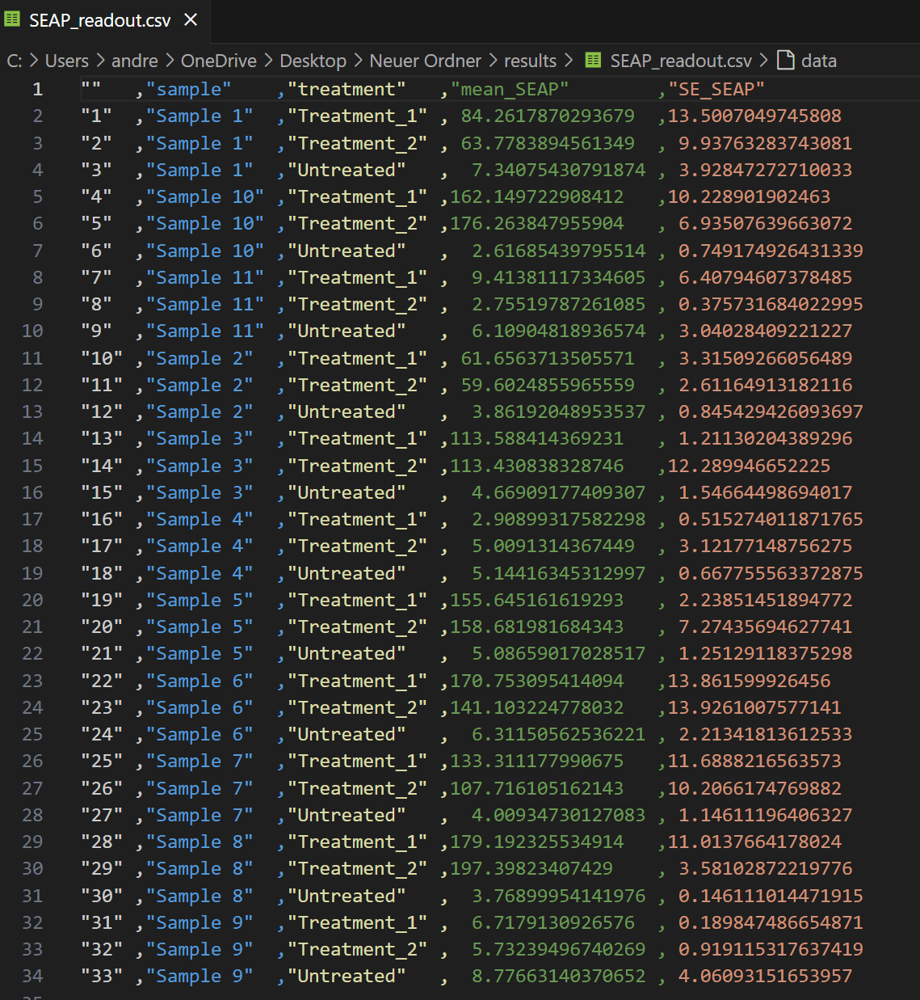 SEAP_readout.csv
C: > Users > andre > OneDrive > Desktop > Neuer Ordner > results > SEAP_readout.csv > data
1 "" ,"sample" ,"treatment" ,"mean_SEAP" ,"SE_SEAP"
2 "1" ,"Sample 1" ,"Treatment_1" , 84.2617870293679 ,13.5007049745808
3 "2" ,"Sample 1" ,"Treatment_2" , 63.7783894561349 , 9.93763283743081
4 "3" ,"Sample 1" ,"Untreated" , 7.34075430791874 , 3.92847272710033
5 "4" ,"Sample 10" ,"Treatment_1" ,162.149722908412 ,10.228901902463
6 "5" ,"Sample 10" ,"Treatment_2" ,176.263847955904 , 6.93507639663072
7 "6" ,"Sample 10" ,"Untreated" , 2.61685439795514 , 0.749174926431339
8 "7" ,"Sample 11" ,"Treatment_1" , 9.41381117334605 , 6.40794607378485
9 "8" ,"Sample 11" ,"Treatment_2" , 2.75519787261085 , 0.375731684022995
10 "9" ,"Sample 11" ,"Untreated" , 6.10904818936574 , 3.04028409221227
11 "10" ,"Sample 2" ,"Treatment_1" , 61.6563713505571 , 3.31509266056489
12 "11" ,"Sample 2" ,"Treatment_2" , 59.6024855965559 , 2.61164913182116
13 "12" ,"Sample 2" ,"Untreated" , 3.86192048953537 , 0.845429426093697
14 "13" ,"Sample 3" ,"Treatment_1" ,113.588414369231 , 1.21130204389296
15 "14" ,"Sample 3" ,"Treatment_2" ,113.430838328746 ,12.289946652225
16 "15" ,"Sample 3" ,"Untreated" , 4.66909177409307 , 1.54664498694017
17 "16" ,"Sample 4" ,"Treatment_1" , 2.90899317582298 , 0.515274011871765
18 "17" ,"Sample 4" ,"Treatment_2" , 5.0091314367449 , 3.12177148756275
19 "18" ,"Sample 4" ,"Untreated" , 5.14416345312997 , 0.667755563372875
20 "19" ,"Sample 5" ,"Treatment_1" ,155.645161619293 , 2.23851451894772
21 "20" ,"Sample 5" ,"Treatment_2" ,158.681981684343 , 7.27435694627741
22 "21" ,"Sample 5" ,"Untreated" , 5.08659017028517 , 1.25129118375298
23 "22" ,"Sample 6" ,"Treatment_1" ,170.753095414094 ,13.861599926456
24 "23" ,"Sample 6" ,"Treatment_2" ,141.103224778032 ,13.9261007577141
25 "24" ,"Sample 6" ,"Untreated" , 6.31150562536221 , 2.21341813612533
26 "25" ,"Sample 7" ,"Treatment_1" ,133.311177990675 ,11.6888216563573
27 "26" ,"Sample 7" ,"Treatment_2" ,107.716105162143 ,10.2066174769882
28 "27" ,"Sample 7" ,"Untreated" , 4.00934730127083 , 1.14611196406327
29 "28" ,"Sample 8" ,"Treatment_1" ,179.192325534914 ,11.0137664178024
30 "29" ,"Sample 8" ,"Treatment_2" ,197.39823407429 , 3.58102872219776
31 "30" ,"Sample 8" ,"Untreated" , 3.76899954141976 , 0.146111014471915
32 "31" ,"Sample 9" ,"Treatment_1" , 6.7179130926576 , 0.189847486654871
33 "32" ,"Sample 9" ,"Treatment_2" , 5.73239496740269 , 0.919115317637419
34 "33" ,"Sample 9" ,"Untreated" , 8.77663140370652 , 4.06093151653957